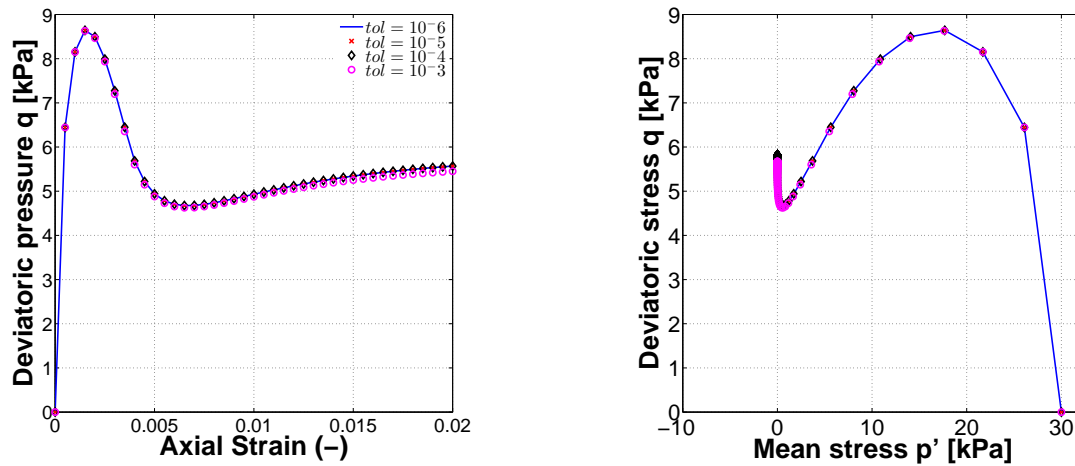 9
8
7
6
5
4
3
2
1
0
0 0.005 0.01 0.015 0.02
Deviatoric pressure q [kPa]
Axial Strain (−)
tol = 10^−6
tol = 10^−5
tol = 10^−4
tol = 10^−3
9
8
7
6
5
4
3
2
1
0
−10 0 10 20 30
Deviatoric stress q [kPa]
Mean stress p' [kPa]